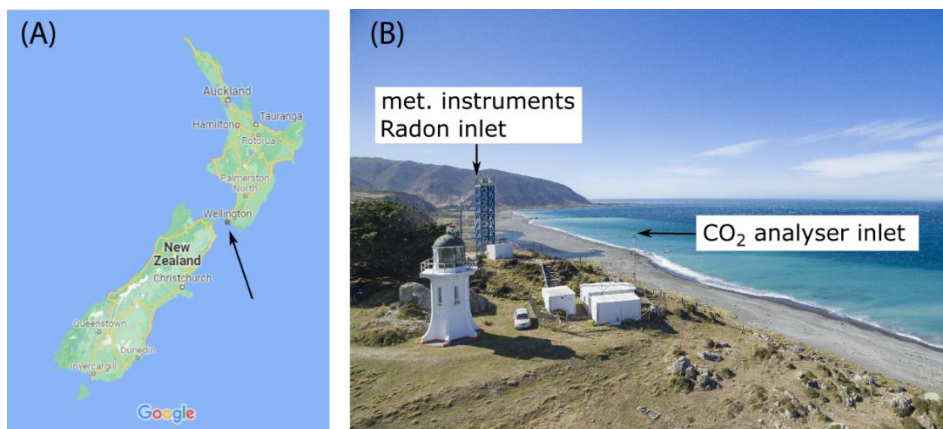 (A)
Auckland
Tauranga
Hamilton
Rotorua
Palmerston
North
Wellington
New
Zealand
Christchurch
Queenstown
Dunedin
Invercargill
Google
(B)
met. instruments
Radon inlet
CO₂ analyser inlet